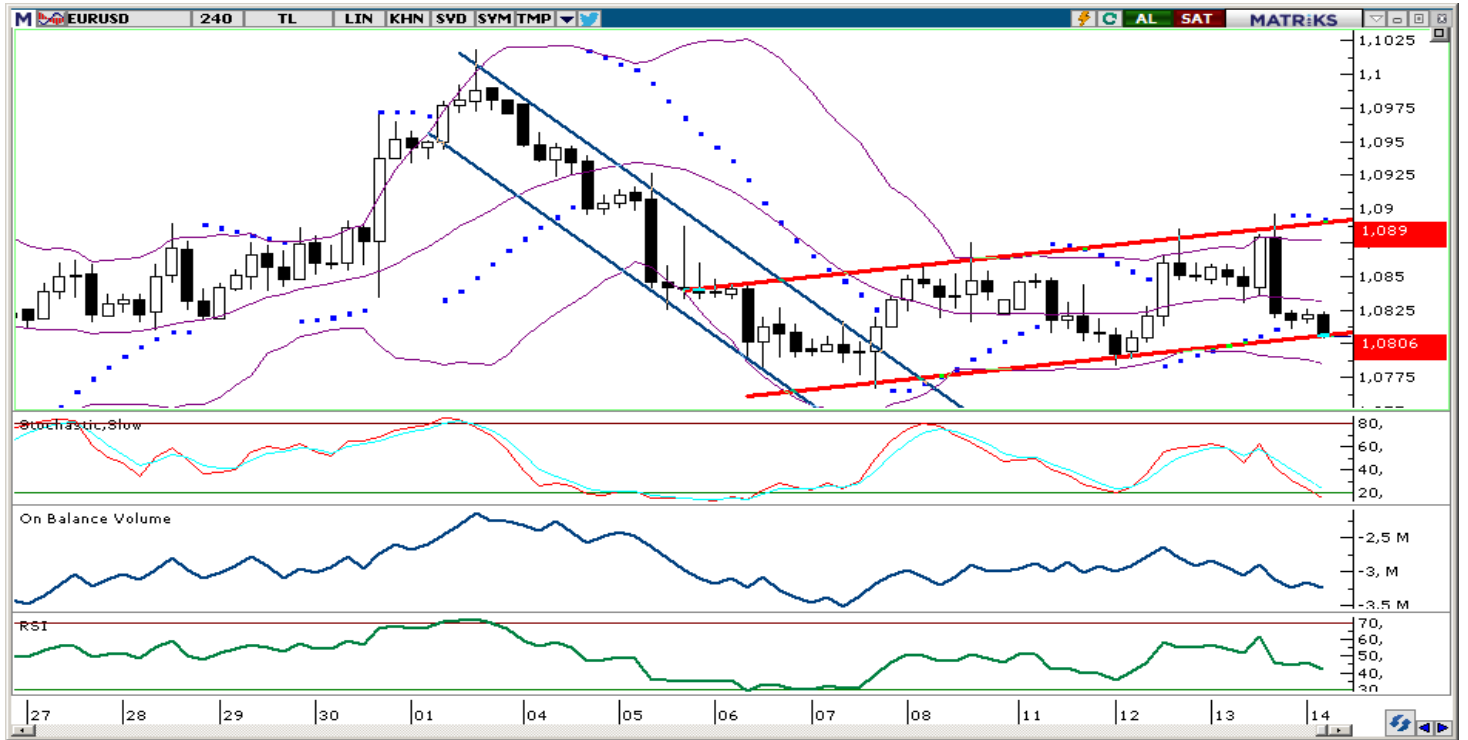 M EURUSD 240 TL LIN KHN SVD SYM TMP AL SAT MATRiKS
1,1025
1,1
1,0975
1,095
1,0925
1,09
1,089
1,085
1,0825
1,0806
1,0775
Stochastic,Slow
80,
60,
40,
20,
On Balance Volume
-2,5 M
-3, M
-3.5 M
RSI
70,
60,
50,
40,
30
27 28 29 30 01 04 05 06 07 08 11 12 13 14